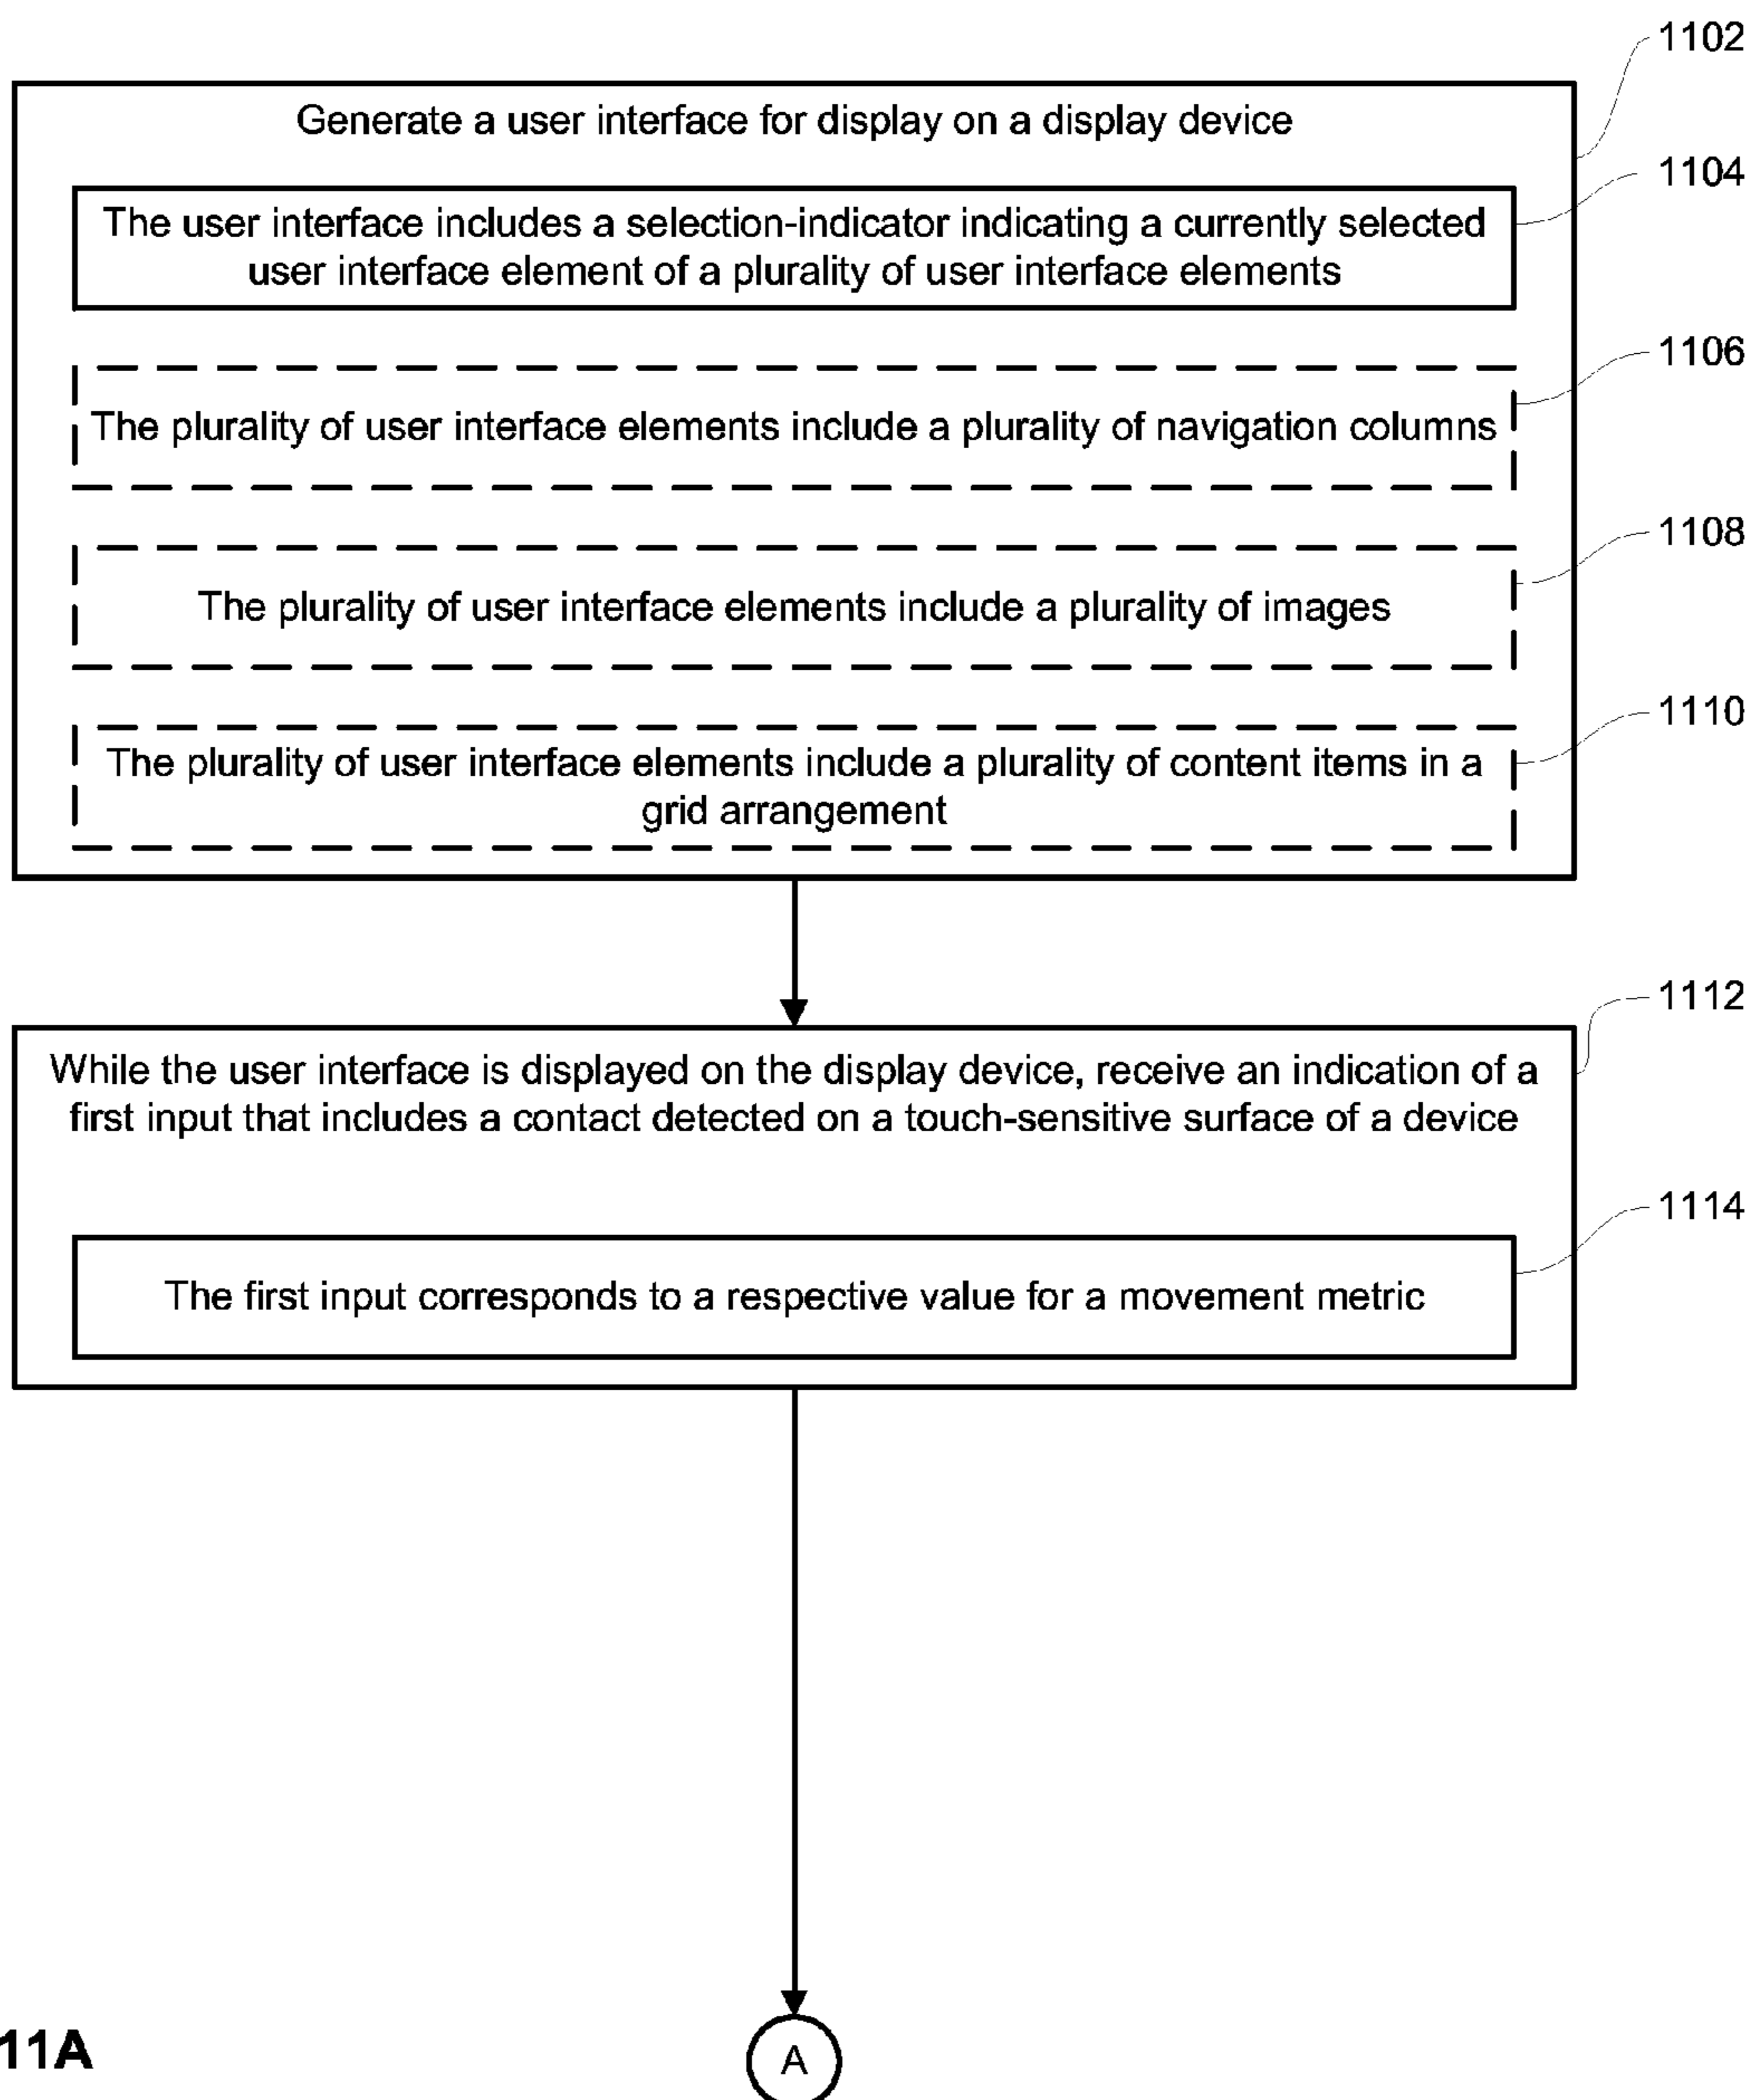 1102
Generate a user interface for display on a display device
1104
The user interface includes a selection-indicator indicating a currently selected
user interface element of a plurality of user interface elements
1106
The plurality of user interface elements include a plurality of navigation columns
1108
The plurality of user interface elements include a plurality of images
1110
The plurality of user interface elements include a plurality of content items in a
grid arrangement
1112
While the user interface is displayed on the display device, receive an indication of a
first input that includes a contact detected on a touch-sensitive surface of a device
1114
The first input corresponds to a respective value for a movement metric
11A
A